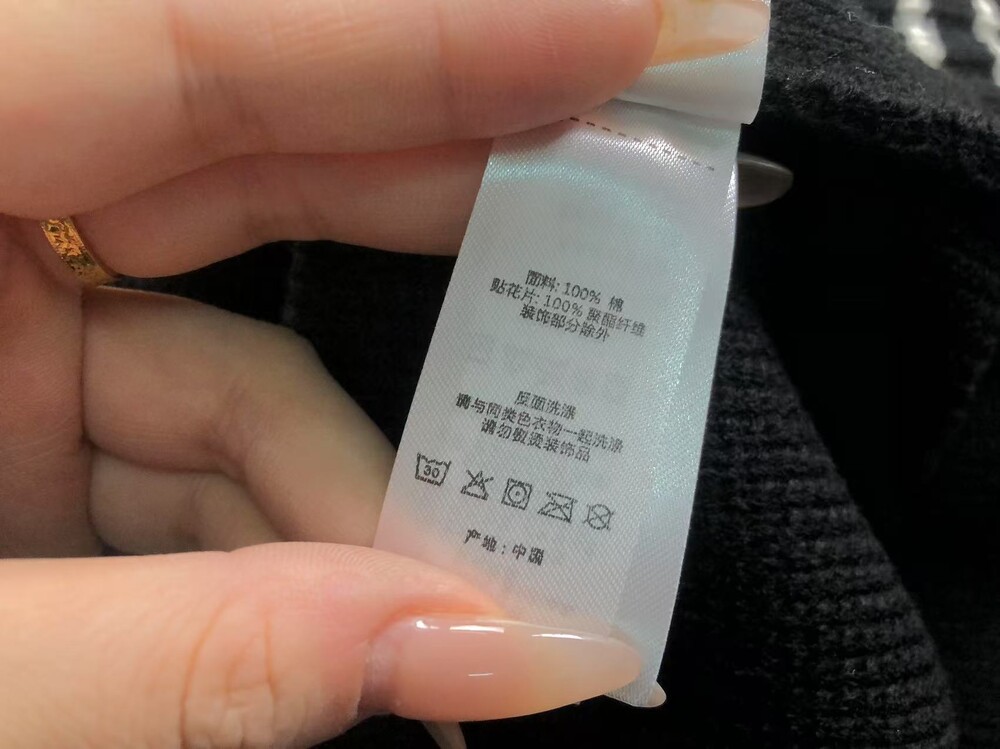 面料: 100% 棉
贴花片: 100% 聚酯纤维
装饰部分除外
反面洗涤
请与同类色衣物一起洗涤
请勿熨烫装饰品
30
产地：中国